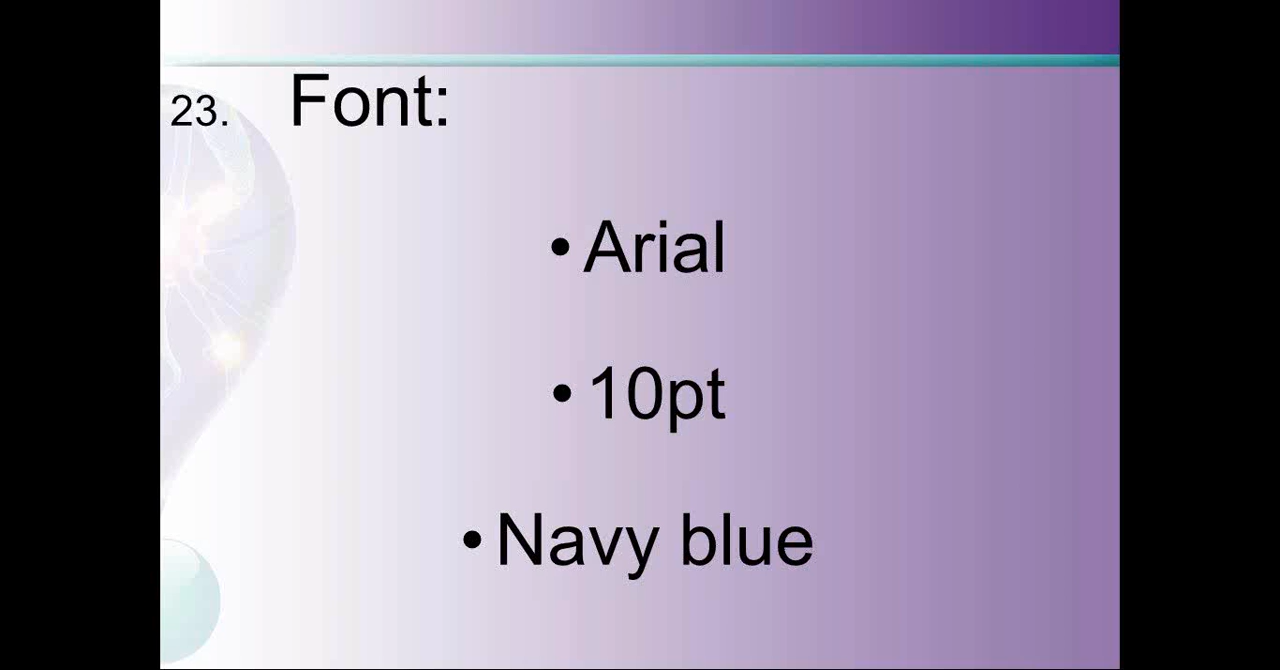 23. Font:
• Arial
• 10pt
• Navy blue